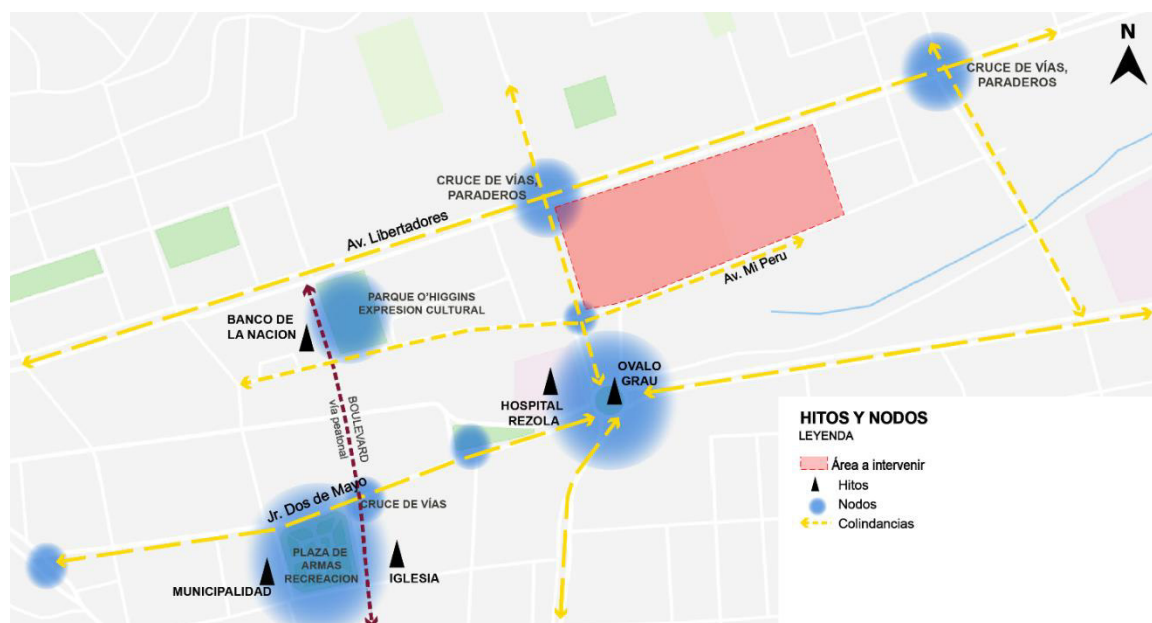 N
CRUCE DE VÍAS,
PARADEROS
CRUCE DE VÍAS,
PARADEROS
Av. Libertadores
Av. Mi Peru
PARQUE O'HIGGINS
EXPRESION CULTURAL
BANCO DE
LA NACION
OVALO
GRAU
HOSPITAL
REZOLA
BOULEVARD
vía peatonal
Jr. Dos de Mayo
CRUCE DE VÍAS
PLAZA DE
ARMAS
RECREACION
MUNICIPALIDAD
IGLESIA
HITOS Y NODOS
LEYENDA
Área a intervenir
Hitos
Nodos
Colindancias